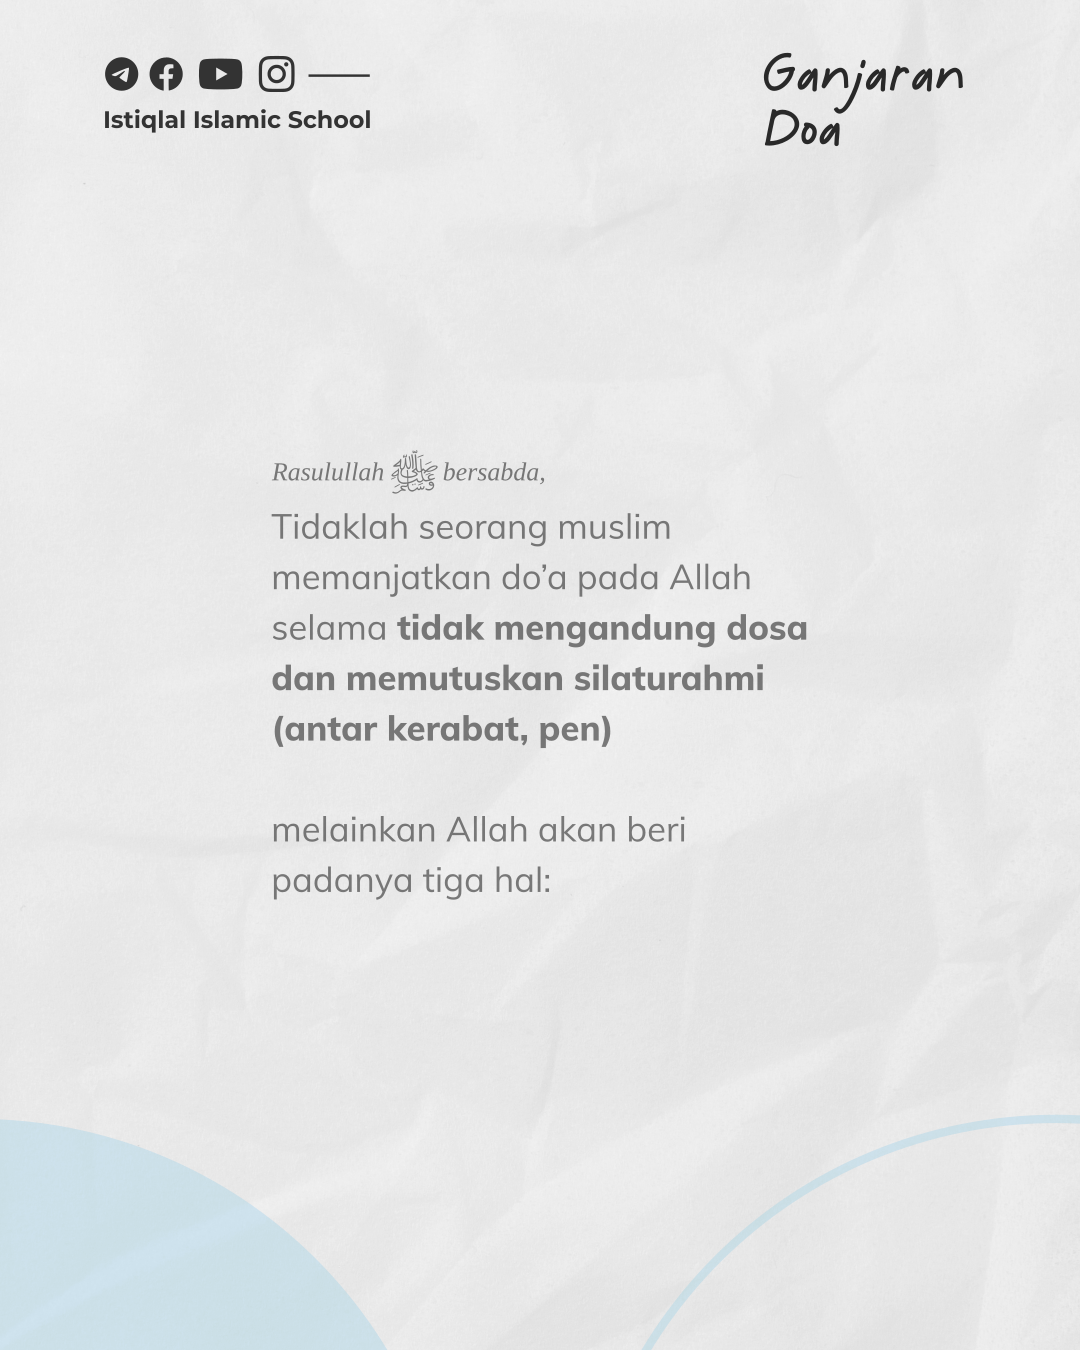 Istiqlal Islamic School
Ganjaran
Doa
Rasulullah ﷺ bersabda,
Tidaklah seorang muslim
memanjatkan do’a pada Allah
selama tidak mengandung dosa
dan memutuskan silaturahmi
(antar kerabat, pen)
melainkan Allah akan beri
padanya tiga hal: